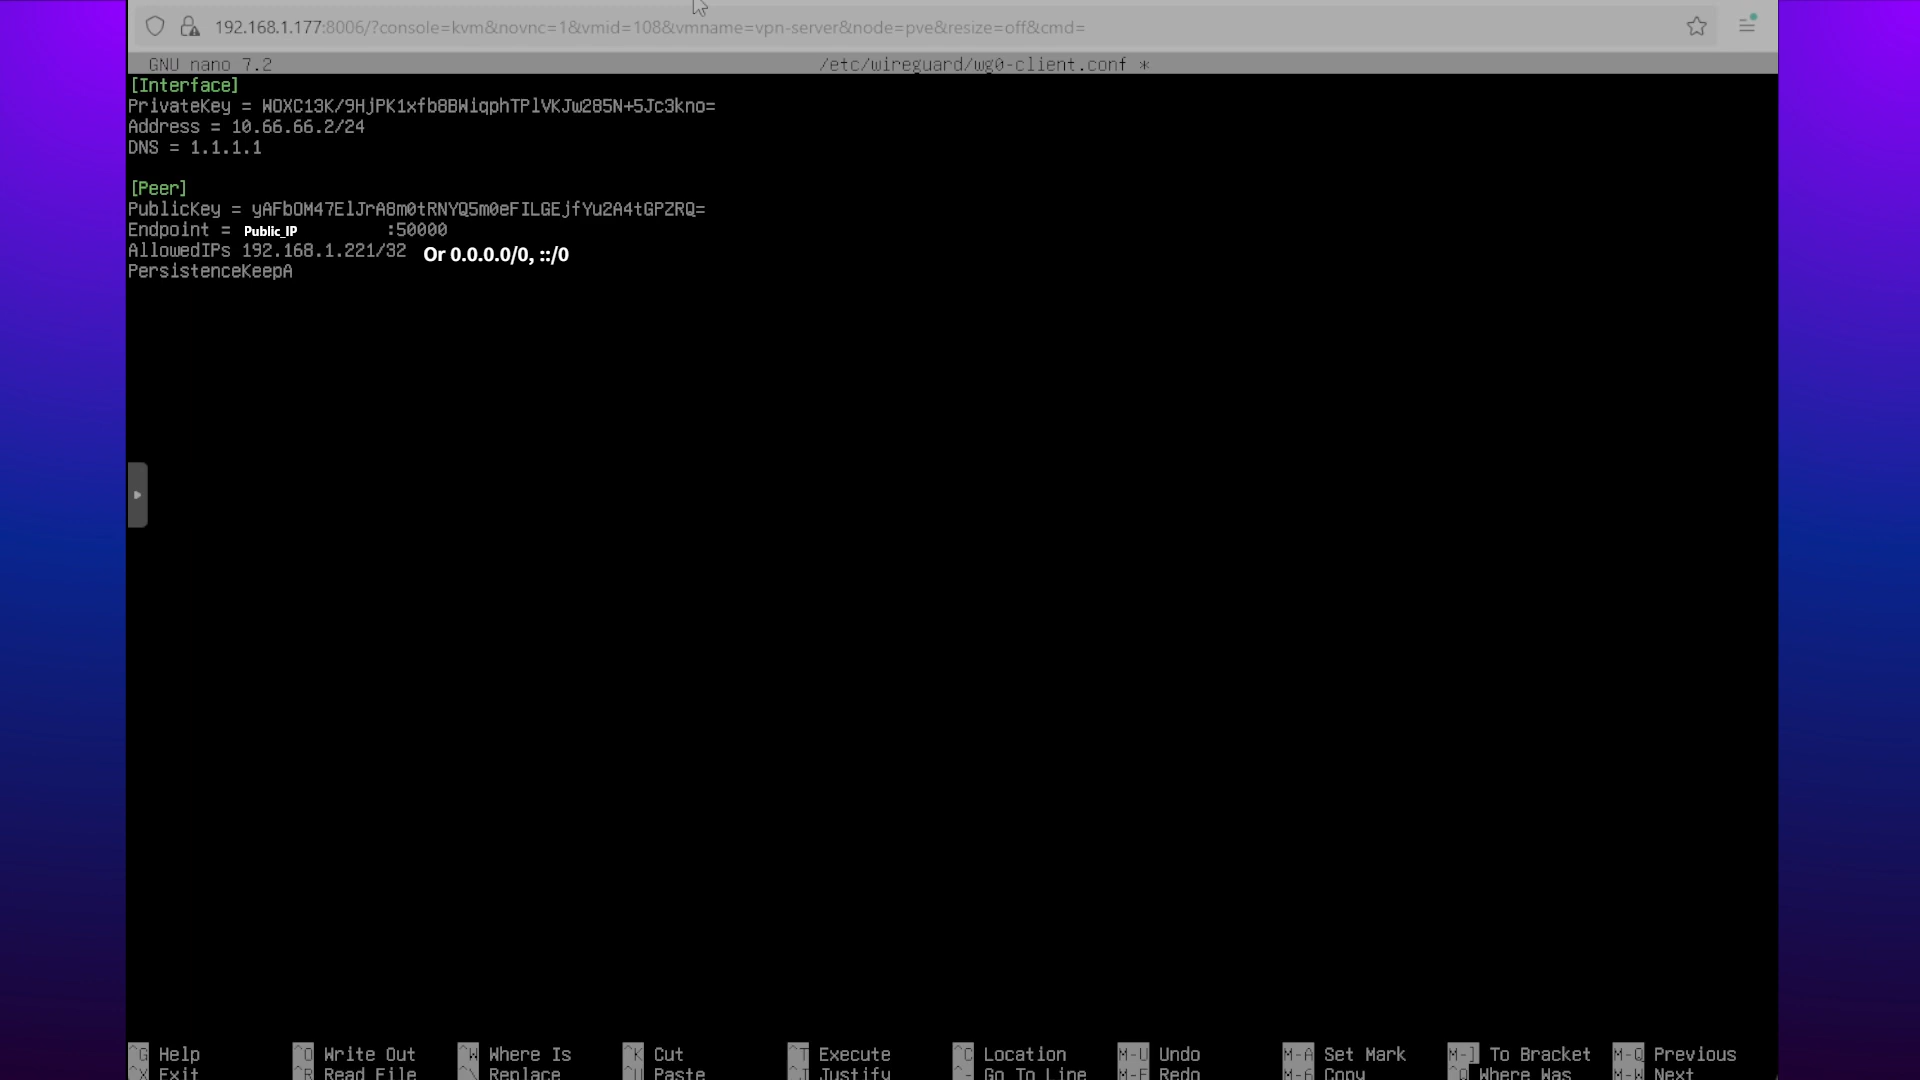 192.168.1.177:8006/?console=kvm&novnc=1&vmid=108&vmname=vpn-server&node=pve&resize=off&cmd=
GNU nano 7.2 /etc/wireguard/wg0-client.conf *
[Interface]
PrivateKey = WOXC13K/9HjPK1xfb8BWiqphTPlVKJw285N+5Jc3kno=
Address = 10.66.66.2/24
DNS = 1.1.1.1
[Peer]
PublicKey = yAFbOM47ElJrA8m0tRNYQ5m0eFILGEjfYu2A4tGPZRQ=
Endpoint = Public_IP :50000
AllowedIPs 192.168.1.221/32 Or 0.0.0.0/0, ::/0
PersistenceKeepA
^G Help ^O Write Out ^W Where Is ^K Cut ^T Execute ^C Location M-U Undo M-A Set Mark M-] To Bracket M-Q Previous
^X Exit ^R Read File ^\ Replace ^U Paste ^J Justify ^- Go To Line M-E Redo M-6 Copy ^Q Where Was M-W Next